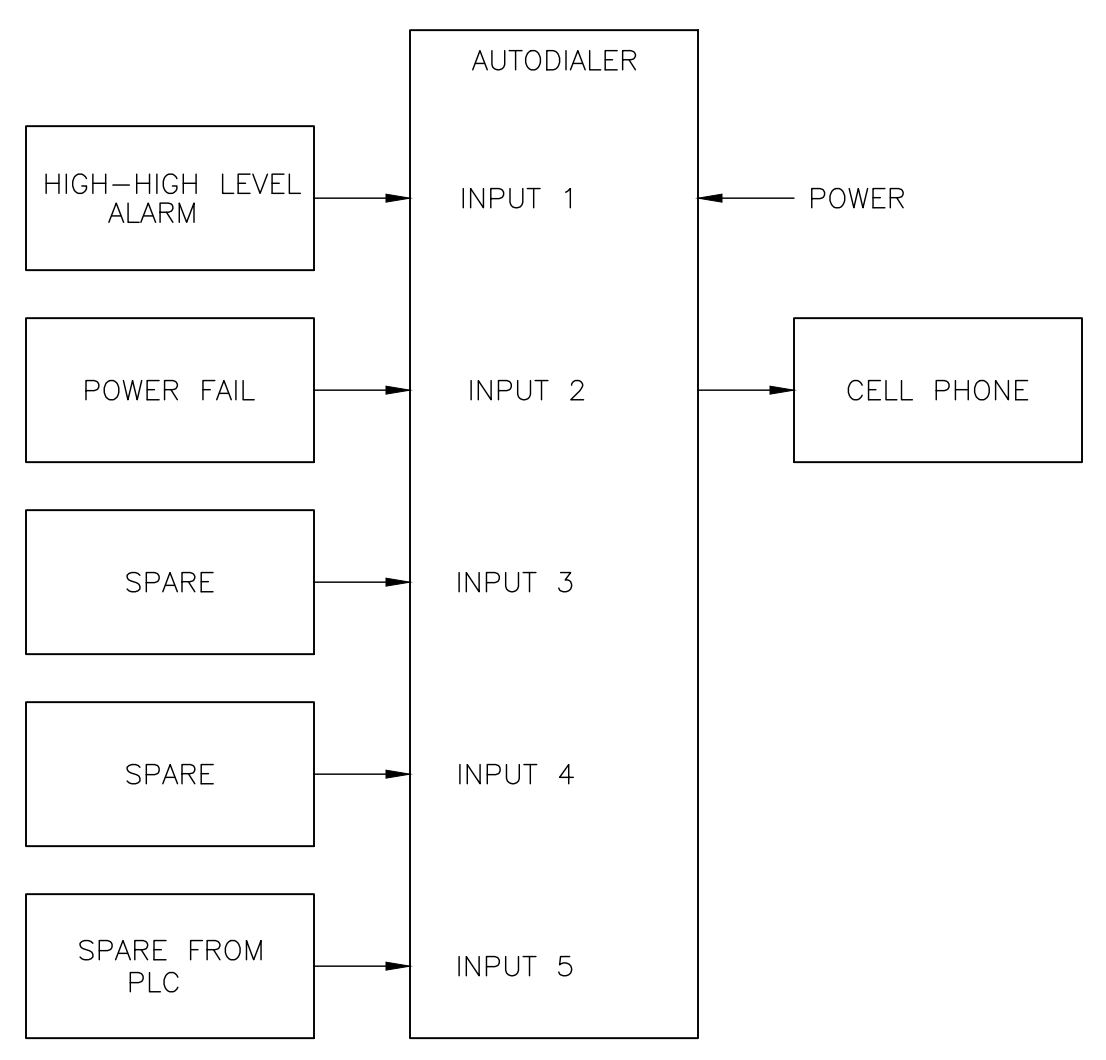 AUTODIALER
HIGH-HIGH LEVEL
ALARM
INPUT 1
POWER
POWER FAIL
INPUT 2
CELL PHONE
SPARE
INPUT 3
SPARE
INPUT 4
SPARE FROM
PLC
INPUT 5